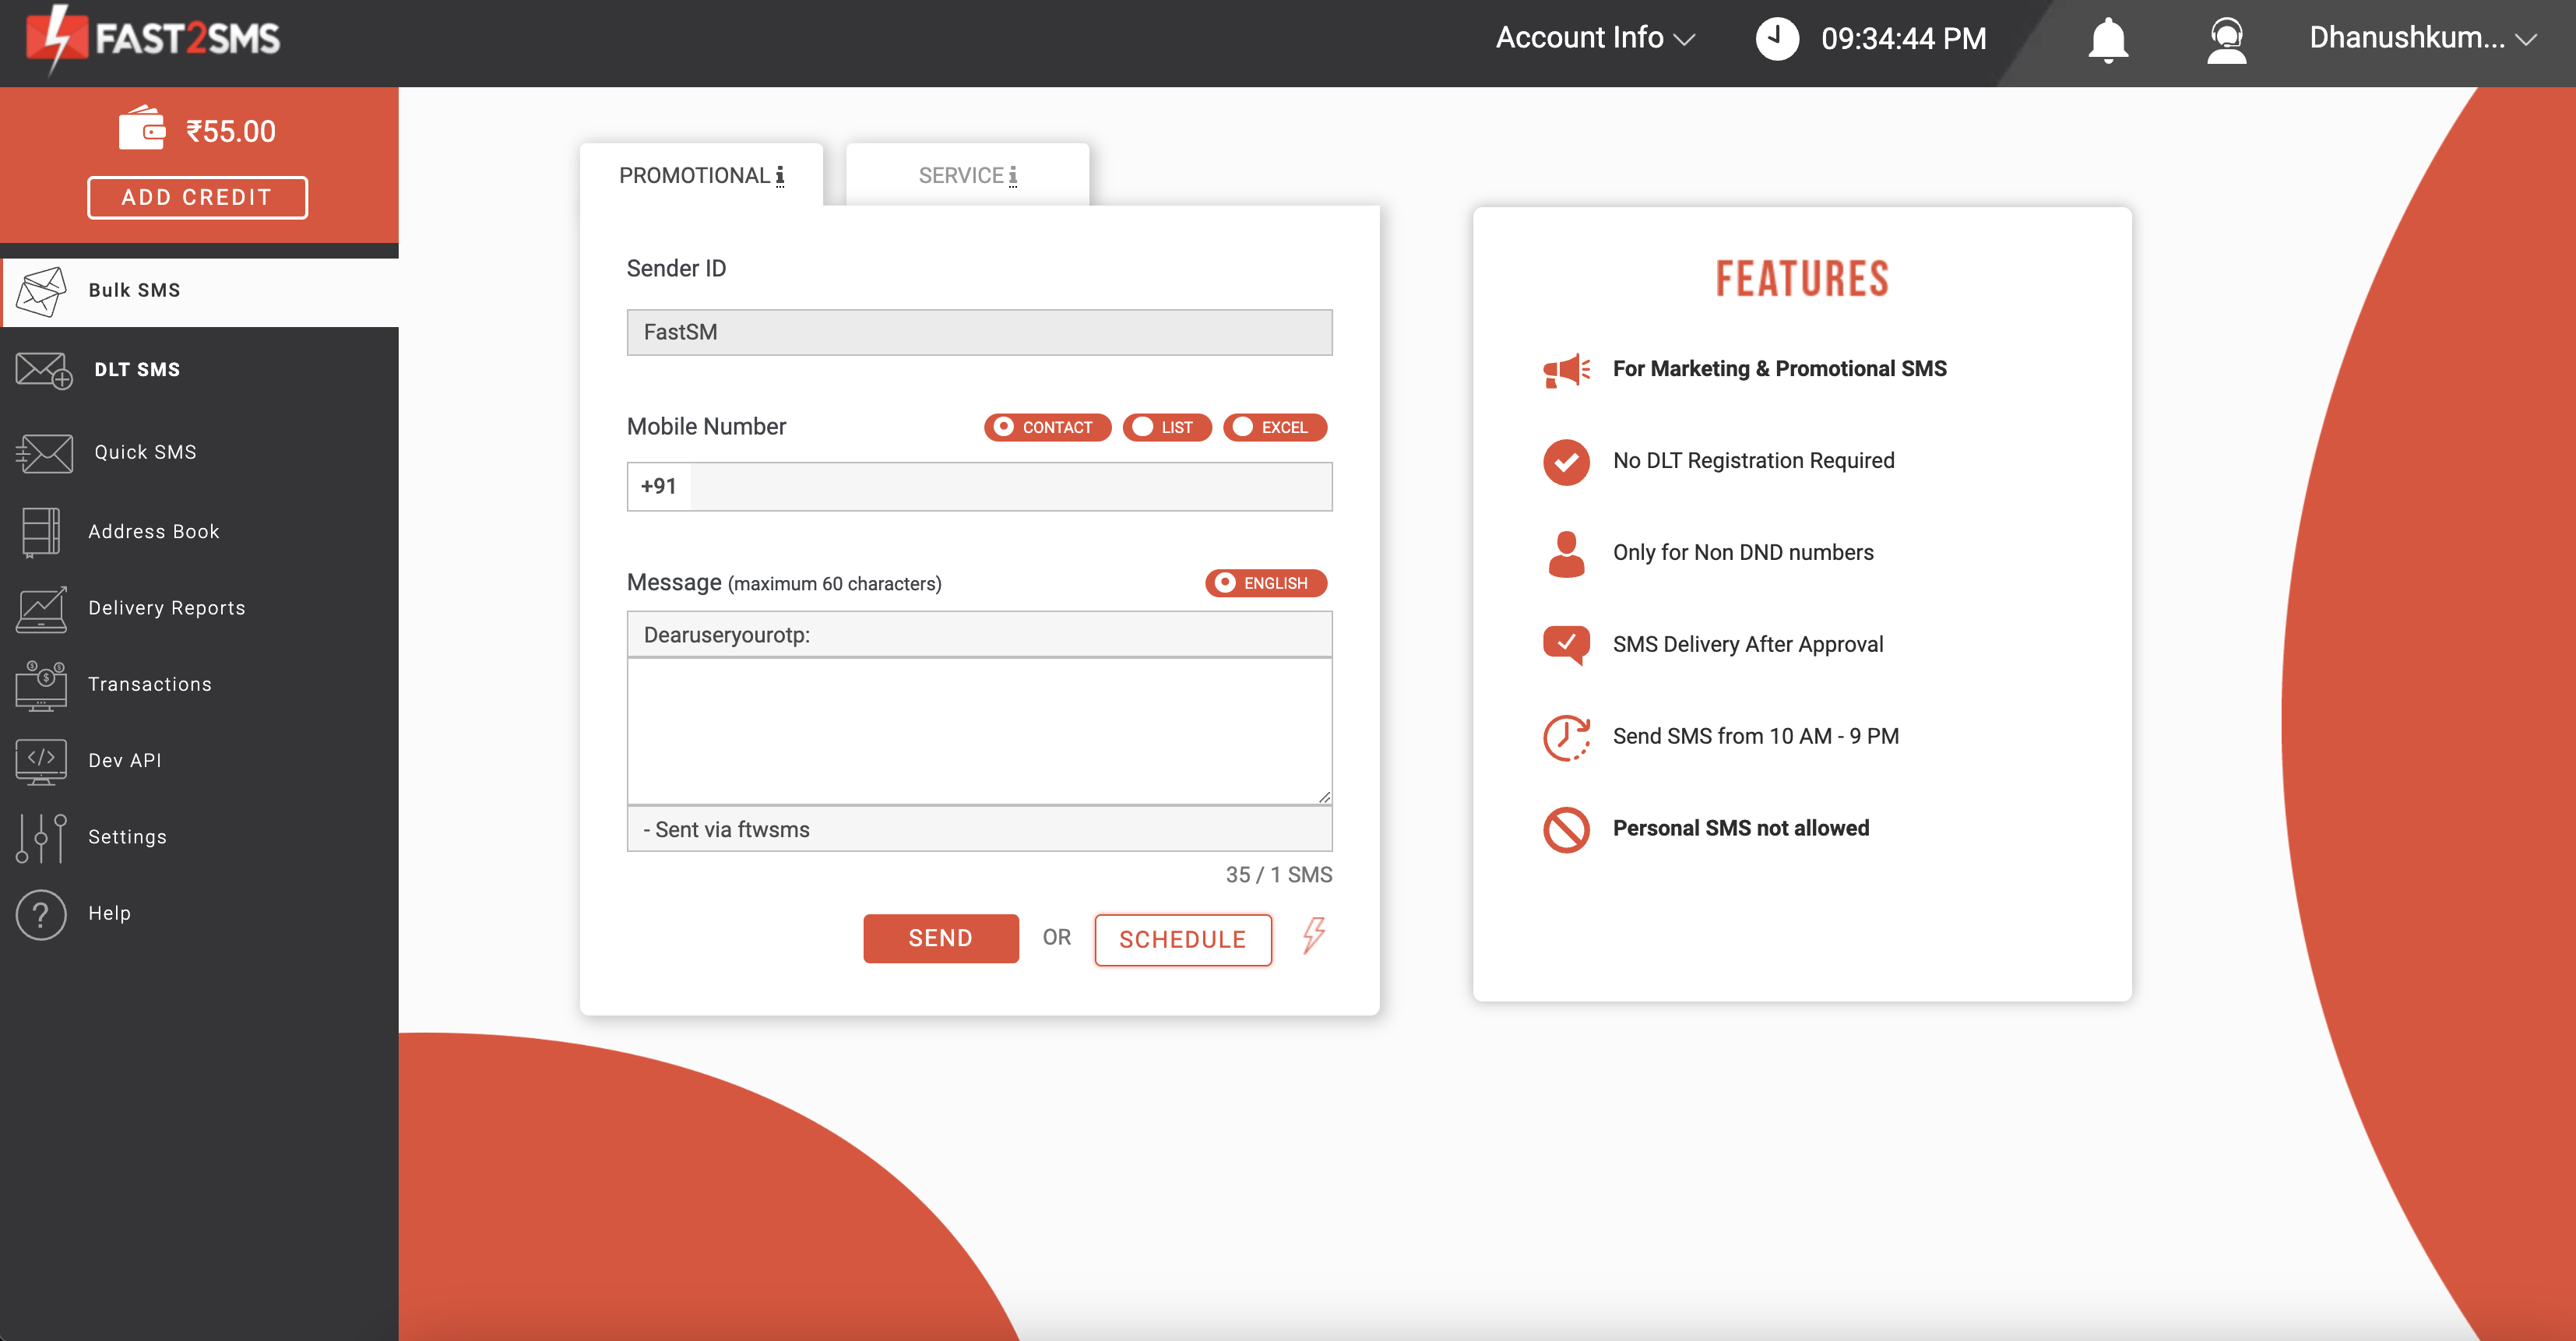 FAST2SMS
Account Info
09:34:44 PM
Dhanushkum...
₹55.00
ADD CREDIT
Bulk SMS
DLT SMS
Quick SMS
Address Book
Delivery Reports
Transactions
Dev API
Settings
Help
PROMOTIONAL i
SERVICE i
Sender ID
FastSM
Mobile Number
CONTACT
LIST
EXCEL
+91
Message (maximum 60 characters)
ENGLISH
Dearuseryourotp:
- Sent via ftwsms
35 / 1 SMS
SEND
OR
SCHEDULE
FEATURES
For Marketing & Promotional SMS
No DLT Registration Required
Only for Non DND numbers
SMS Delivery After Approval
Send SMS from 10 AM - 9 PM
Personal SMS not allowed